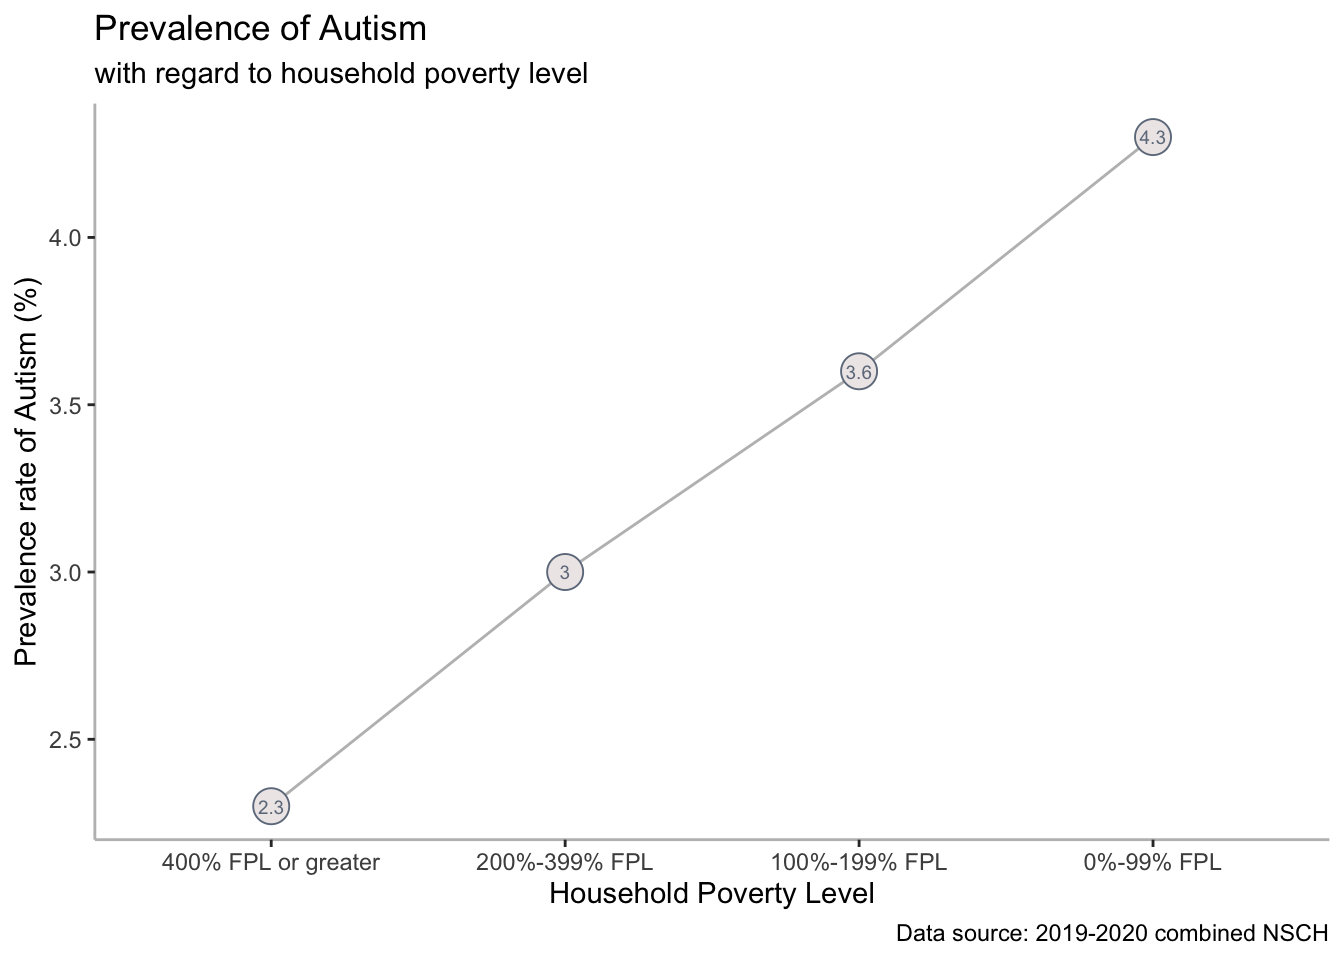 Prevalence of Autism
with regard to household poverty level
Prevalence rate of Autism (%)
4.0
3.5
3.0
2.5
4.3
3.6
3
2.3
400% FPL or greater
200%-399% FPL
100%-199% FPL
0%-99% FPL
Household Poverty Level
Data source: 2019-2020 combined NSCH